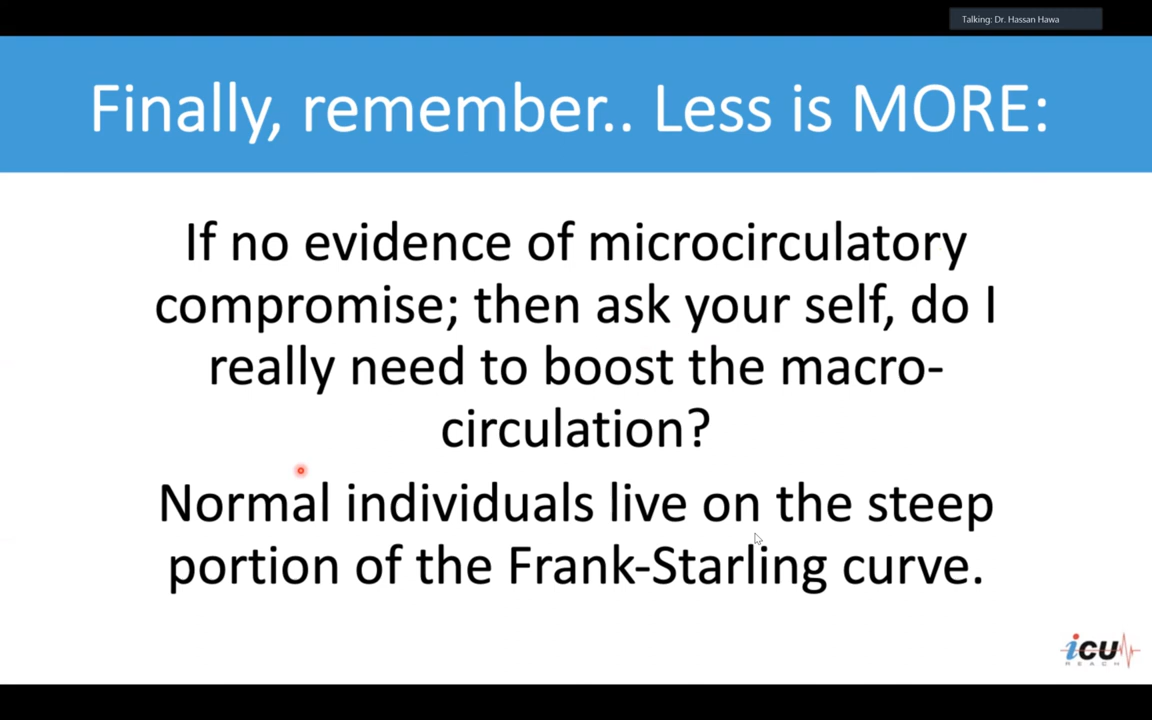 Talking: Dr. Hassan Hawa
Finally, remember.. Less is MORE:
If no evidence of microcirculatory
compromise; then ask your self, do I
really need to boost the macro-
circulation?
Normal individuals live on the steep
portion of the Frank-Starling curve.
iCU
REACH